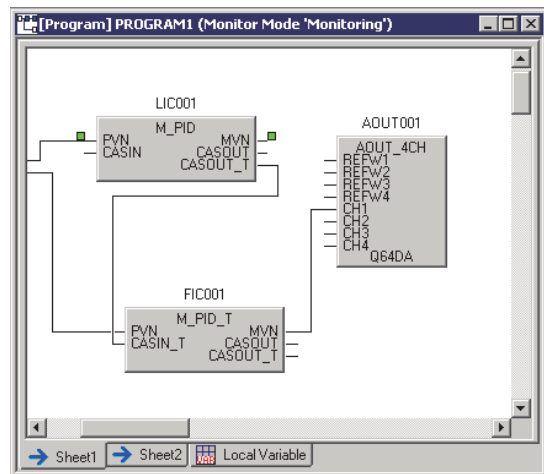 [Program] PROGRAM1 (Monitor Mode 'Monitoring')
LIC001
M_PID
PVN MVN
CASIN CASOUT
CASOUT_T
AOUT001
AOUT_4CH
REFW1
REFW2
REFW3
REFW4
CH1
CH2
CH3
CH4
Q64DA
FIC001
M_PID_T
PVN MVN
CASIN_T CASOUT
CASOUT_T
Sheet1 Sheet2 VAR Local Variable